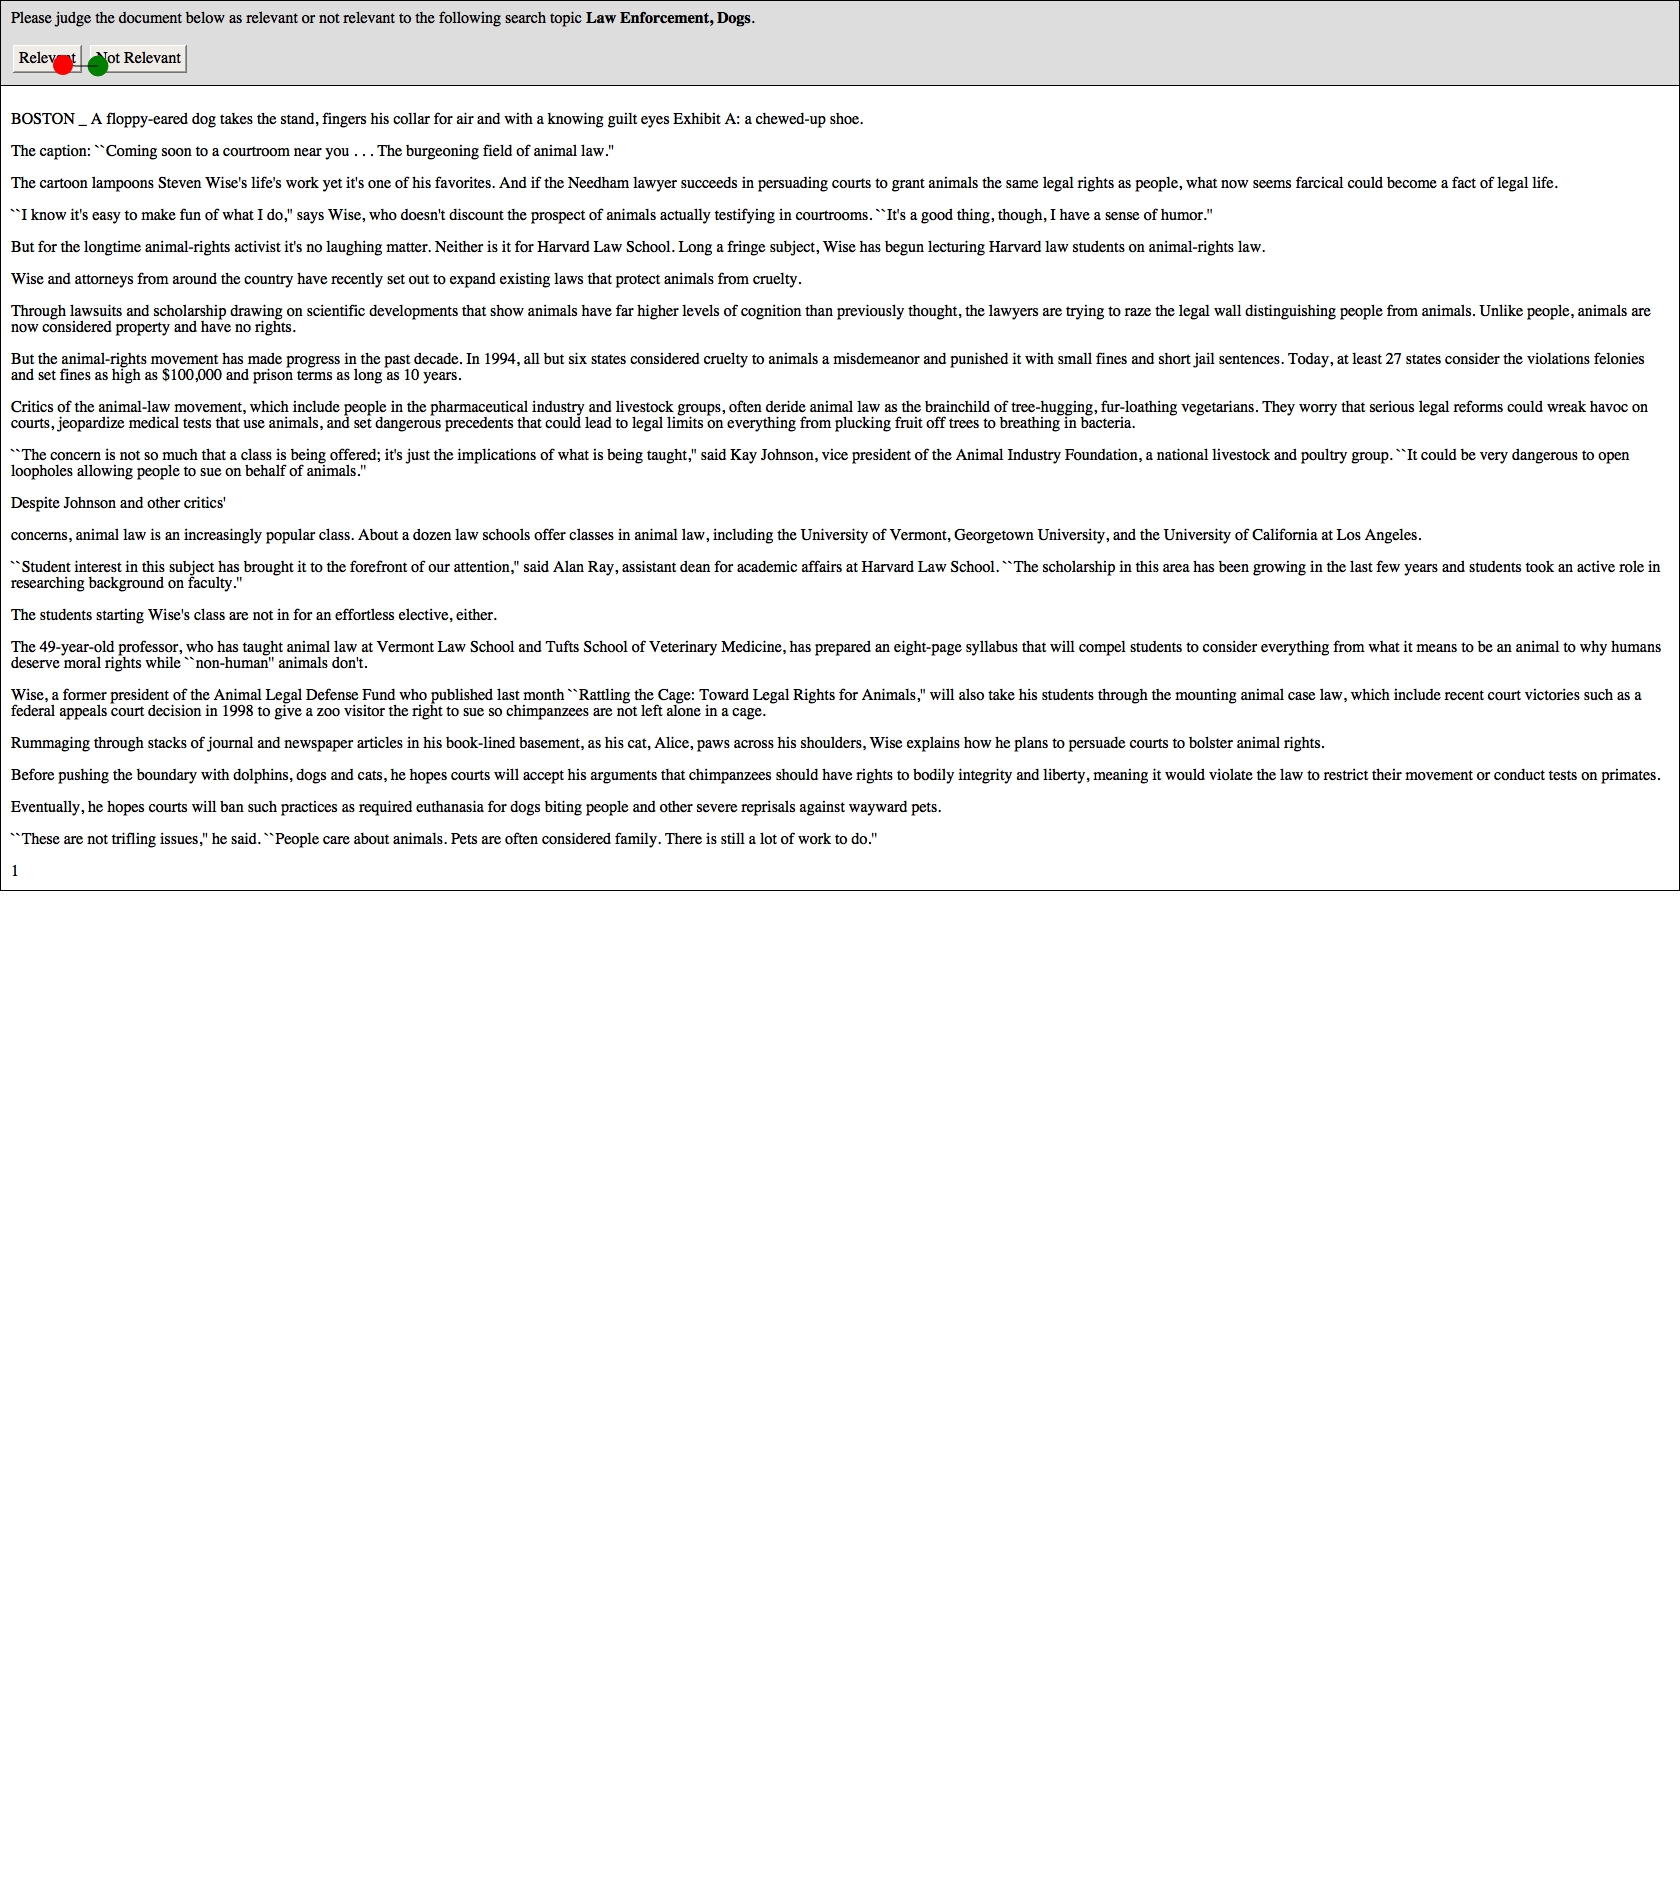 Please judge the document below as relevant or not relevant to the following search topic Law Enforcement, Dogs.
Relevant Not Relevant
BOSTON _ A floppy-eared dog takes the stand, fingers his collar for air and with a knowing guilt eyes Exhibit A: a chewed-up shoe.
The caption: ``Coming soon to a courtroom near you . . . The burgeoning field of animal law.''
The cartoon lampoons Steven Wise's life's work yet it's one of his favorites. And if the Needham lawyer succeeds in persuading courts to grant animals the same legal rights as people, what now seems farcical could become a fact of legal life.
``I know it's easy to make fun of what I do,'' says Wise, who doesn't discount the prospect of animals actually testifying in courtrooms. ``It's a good thing, though, I have a sense of humor.''
But for the longtime animal-rights activist it's no laughing matter. Neither is it for Harvard Law School. Long a fringe subject, Wise has begun lecturing Harvard law students on animal-rights law.
Wise and attorneys from around the country have recently set out to expand existing laws that protect animals from cruelty.
Through lawsuits and scholarship drawing on scientific developments that show animals have far higher levels of cognition than previously thought, the lawyers are trying to raze the legal wall distinguishing people from animals. Unlike people, animals are
now considered property and have no rights.
But the animal-rights movement has made progress in the past decade. In 1994, all but six states considered cruelty to animals a misdemeanor and punished it with small fines and short jail sentences. Today, at least 27 states consider the violations felonies
and set fines as high as $100,000 and prison terms as long as 10 years.
Critics of the animal-law movement, which include people in the pharmaceutical industry and livestock groups, often deride animal law as the brainchild of tree-hugging, fur-loathing vegetarians. They worry that serious legal reforms could wreak havoc on
courts, jeopardize medical tests that use animals, and set dangerous precedents that could lead to legal limits on everything from plucking fruit off trees to breathing in bacteria.
``The concern is not so much that a class is being offered; it's just the implications of what is being taught,'' said Kay Johnson, vice president of the Animal Industry Foundation, a national livestock and poultry group. ``It could be very dangerous to open
loopholes allowing people to sue on behalf of animals.''
Despite Johnson and other critics'
concerns, animal law is an increasingly popular class. About a dozen law schools offer classes in animal law, including the University of Vermont, Georgetown University, and the University of California at Los Angeles.
``Student interest in this subject has brought it to the forefront of our attention,'' said Alan Ray, assistant dean for academic affairs at Harvard Law School. ``The scholarship in this area has been growing in the last few years and students took an active role in
researching background on faculty.''
The students starting Wise's class are not in for an effortless elective, either.
The 49-year-old professor, who has taught animal law at Vermont Law School and Tufts School of Veterinary Medicine, has prepared an eight-page syllabus that will compel students to consider everything from what it means to be an animal to why humans
deserve moral rights while ``non-human'' animals don't.
Wise, a former president of the Animal Legal Defense Fund who published last month ``Rattling the Cage: Toward Legal Rights for Animals,'' will also take his students through the mounting animal case law, which include recent court victories such as a
federal appeals court decision in 1998 to give a zoo visitor the right to sue so chimpanzees are not left alone in a cage.
Rummaging through stacks of journal and newspaper articles in his book-lined basement, as his cat, Alice, paws across his shoulders, Wise explains how he plans to persuade courts to bolster animal rights.
Before pushing the boundary with dolphins, dogs and cats, he hopes courts will accept his arguments that chimpanzees should have rights to bodily integrity and liberty, meaning it would violate the law to restrict their movement or conduct tests on primates.
Eventually, he hopes courts will ban such practices as required euthanasia for dogs biting people and other severe reprisals against wayward pets.
``These are not trifling issues,'' he said. ``People care about animals. Pets are often considered family. There is still a lot of work to do.''
1